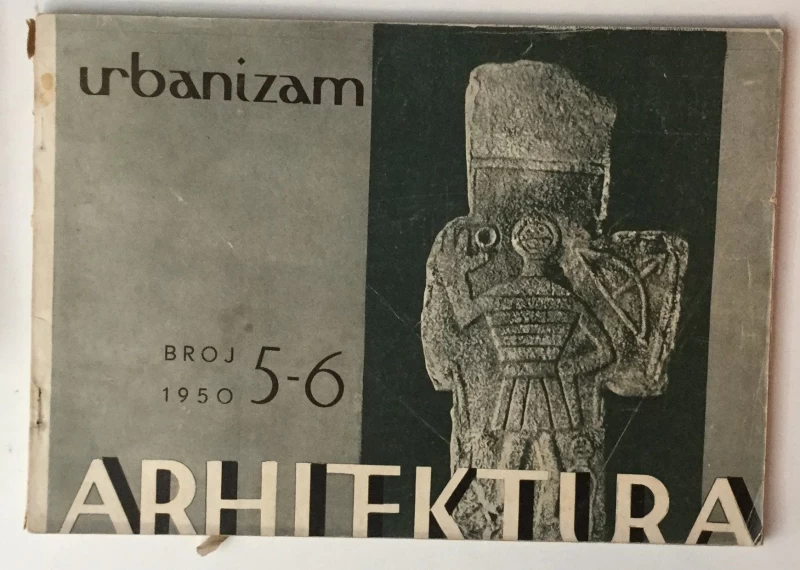 urbanizam
BROJ 5-6
1950
ARHITEKTURA